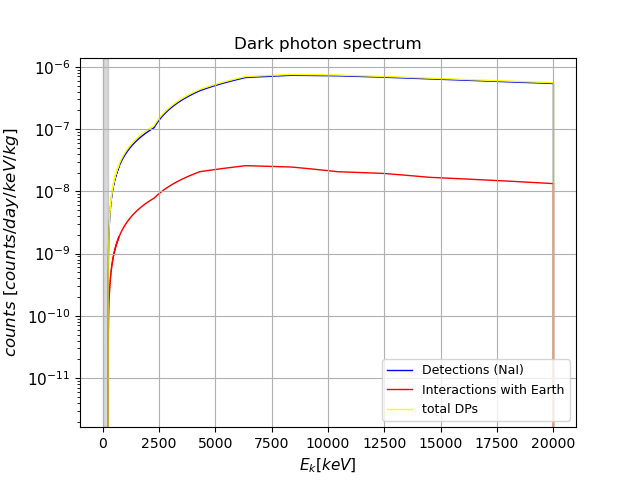 Dark photon spectrum
counts [counts/day/keV/kg]
10⁻⁶
10⁻⁷
10⁻⁸
10⁻⁹
10⁻¹⁰
10⁻¹¹
Detections (NaI)
Interactions with Earth
total DPs
0 2500 5000 7500 10000 12500 15000 17500 20000
Eₖ[keV]